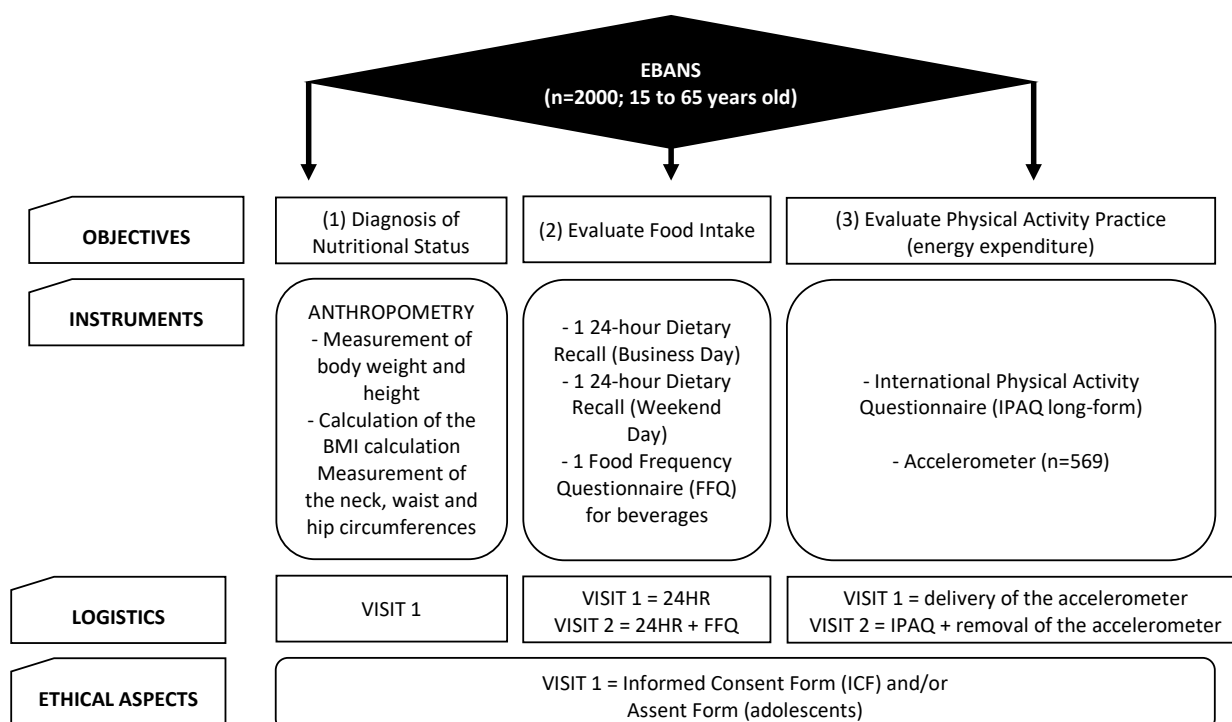 EBANS
(n=2000; 15 to 65 years old)
OBJECTIVES
(1) Diagnosis of
Nutritional Status
(2) Evaluate Food Intake
(3) Evaluate Physical Activity Practice
(energy expenditure)
INSTRUMENTS
ANTHROPOMETRY
- Measurement of
body weight and
height
- Calculation of the
BMI calculation
Measurement of
the neck, waist and
hip circumferences
- 1 24-hour Dietary
Recall (Business Day)
- 1 24-hour Dietary
Recall (Weekend
Day)
- 1 Food Frequency
Questionnaire (FFQ)
for beverages
- International Physical Activity
Questionnaire (IPAQ long-form)
- Accelerometer (n=569)
LOGISTICS
VISIT 1
VISIT 1 = 24HR
VISIT 2 = 24HR + FFQ
VISIT 1 = delivery of the accelerometer
VISIT 2 = IPAQ + removal of the accelerometer
ETHICAL ASPECTS
VISIT 1 = Informed Consent Form (ICF) and/or
Assent Form (adolescents)